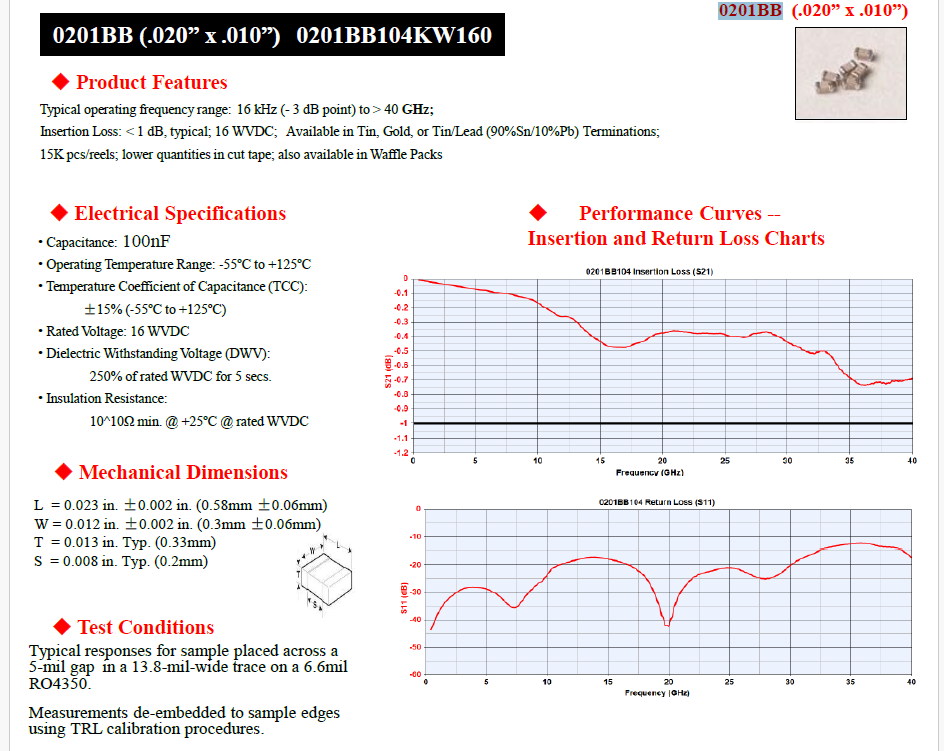 0201BB (.020” x .010”)
0201BB (.020” x .010”) 0201BB104KW160
◆ Product Features
Typical operating frequency range: 16 kHz (- 3 dB point) to > 40 GHz;
Insertion Loss: < 1 dB, typical; 16 WVDC; Available in Tin, Gold, or Tin/Lead (90%Sn/10%Pb) Terminations;
15K pcs/reels; lower quantities in cut tape; also available in Waffle Packs
◆ Electrical Specifications
• Capacitance: 100nF
• Operating Temperature Range: -55°C to +125°C
• Temperature Coefficient of Capacitance (TCC):
±15% (-55°C to +125°C)
• Rated Voltage: 16 WVDC
• Dielectric Withstanding Voltage (DWV):
250% of rated WVDC for 5 secs.
• Insulation Resistance:
10^10Ω min. @ +25°C @ rated WVDC
◆ Mechanical Dimensions
L = 0.023 in. ±0.002 in. (0.58mm ±0.06mm)
W = 0.012 in. ±0.002 in. (0.3mm ±0.06mm)
T = 0.013 in. Typ. (0.33mm)
S = 0.008 in. Typ. (0.2mm)
W
L
T
S
◆ Test Conditions
Typical responses for sample placed across a
5-mil gap in a 13.8-mil-wide trace on a 6.6mil
RO4350.
Measurements de-embedded to sample edges
using TRL calibration procedures.
◆ Performance Curves --
Insertion and Return Loss Charts
0201BB104 Insertion Loss (S21)
S21 (dB)
0
-0.1
-0.2
-0.3
-0.4
-0.5
-0.6
-0.7
-0.8
-0.9
-1
-1.1
-1.2
0 5 10 15 20 25 30 35 40
Frequency (GHz)
0201BB104 Return Loss (S11)
S11 (dB)
0
-10
-20
-30
-40
-50
-60
0 5 10 15 20 25 30 35 40
Frequency (GHz)